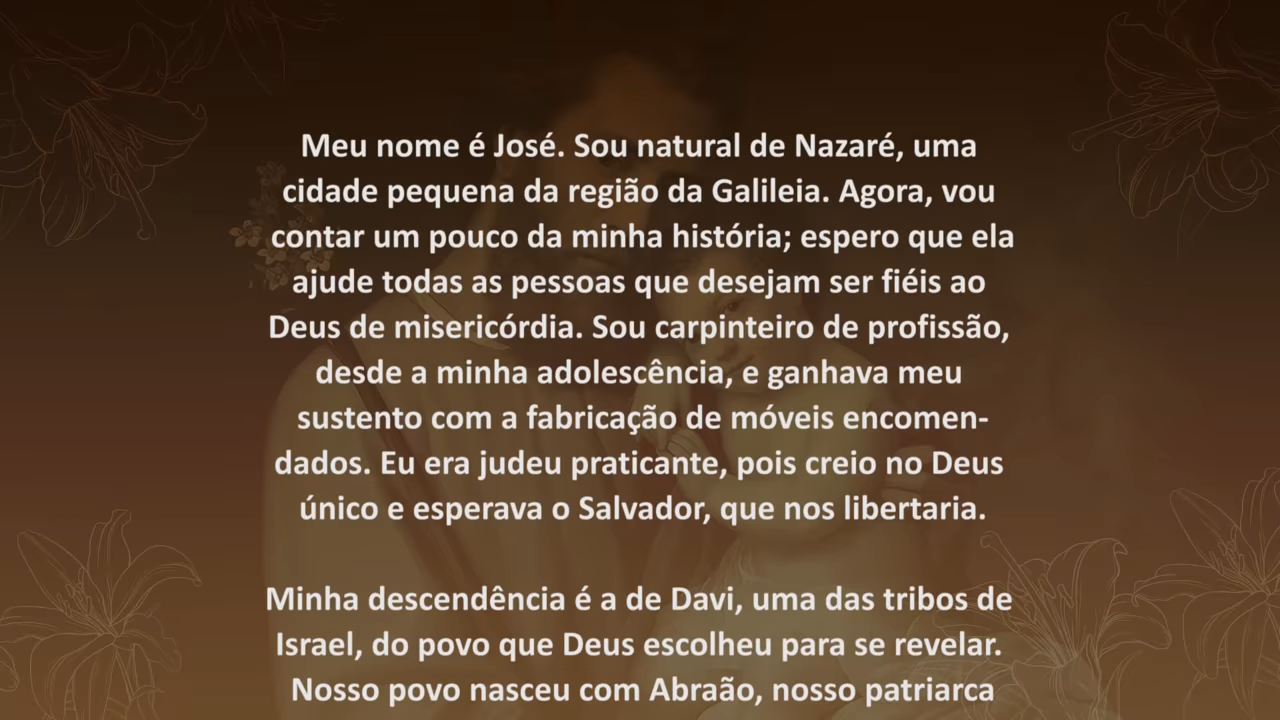 Meu nome é José. Sou natural de Nazaré, uma
cidade pequena da região da Galileia. Agora, vou
contar um pouco da minha história; espero que ela
ajude todas as pessoas que desejam ser fiéis ao
Deus de misericórdia. Sou carpinteiro de profissão,
desde a minha adolescência, e ganhava meu
sustento com a fabricação de móveis encomen-
dados. Eu era judeu praticante, pois creio no Deus
único e esperava o Salvador, que nos libertaria.
Minha descendência é a de Davi, uma das tribos de
Israel, do povo que Deus escolheu para se revelar.
Nosso povo nasceu com Abraão, nosso patriarca